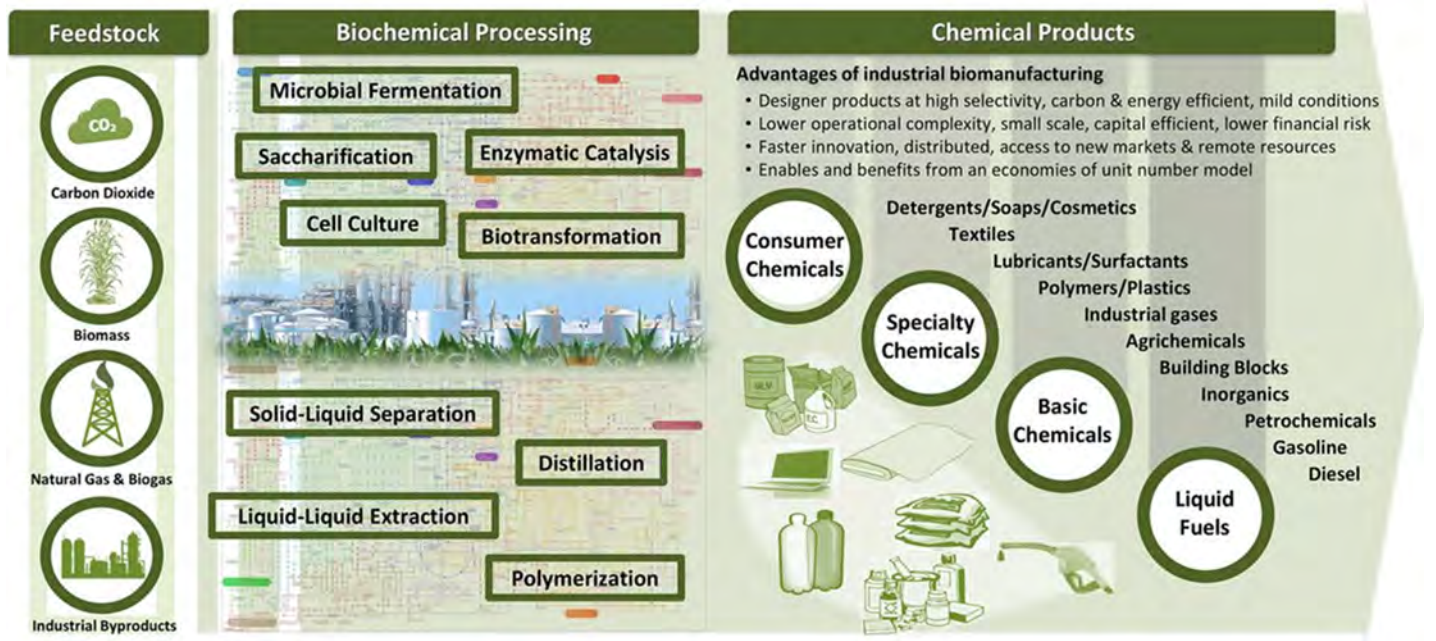 Feedstock
CO₂
Carbon Dioxide
Biomass
Natural Gas & Biogas
Industrial Byproducts
Biochemical Processing
Microbial Fermentation
Saccharification
Enzymatic Catalysis
Cell Culture
Biotransformation
Solid-Liquid Separation
Distillation
Liquid-Liquid Extraction
Polymerization
Chemical Products
Advantages of industrial biomanufacturing
• Designer products at high selectivity, carbon & energy efficient, mild conditions
• Lower operational complexity, small scale, capital efficient, lower financial risk
• Faster innovation, distributed, access to new markets & remote resources
• Enables and benefits from an economies of unit number model
Consumer
Chemicals
Specialty
Chemicals
Basic
Chemicals
Liquid
Fuels
Detergents/Soaps/Cosmetics
Textiles
Lubricants/Surfactants
Polymers/Plastics
Industrial gases
Agrichemicals
Building Blocks
Inorganics
Petrochemicals
Gasoline
Diesel